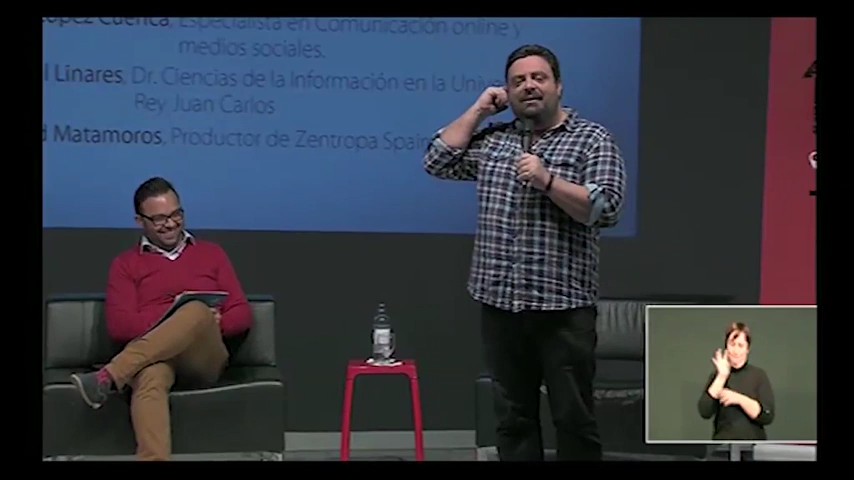 López Cuenca, Especialista en Comunicación online y
medios sociales.
l Linares, Dr. Ciencias de la Información en la Unive
Rey Juan Carlos
d Matamoros, Productor de Zentropa Spain